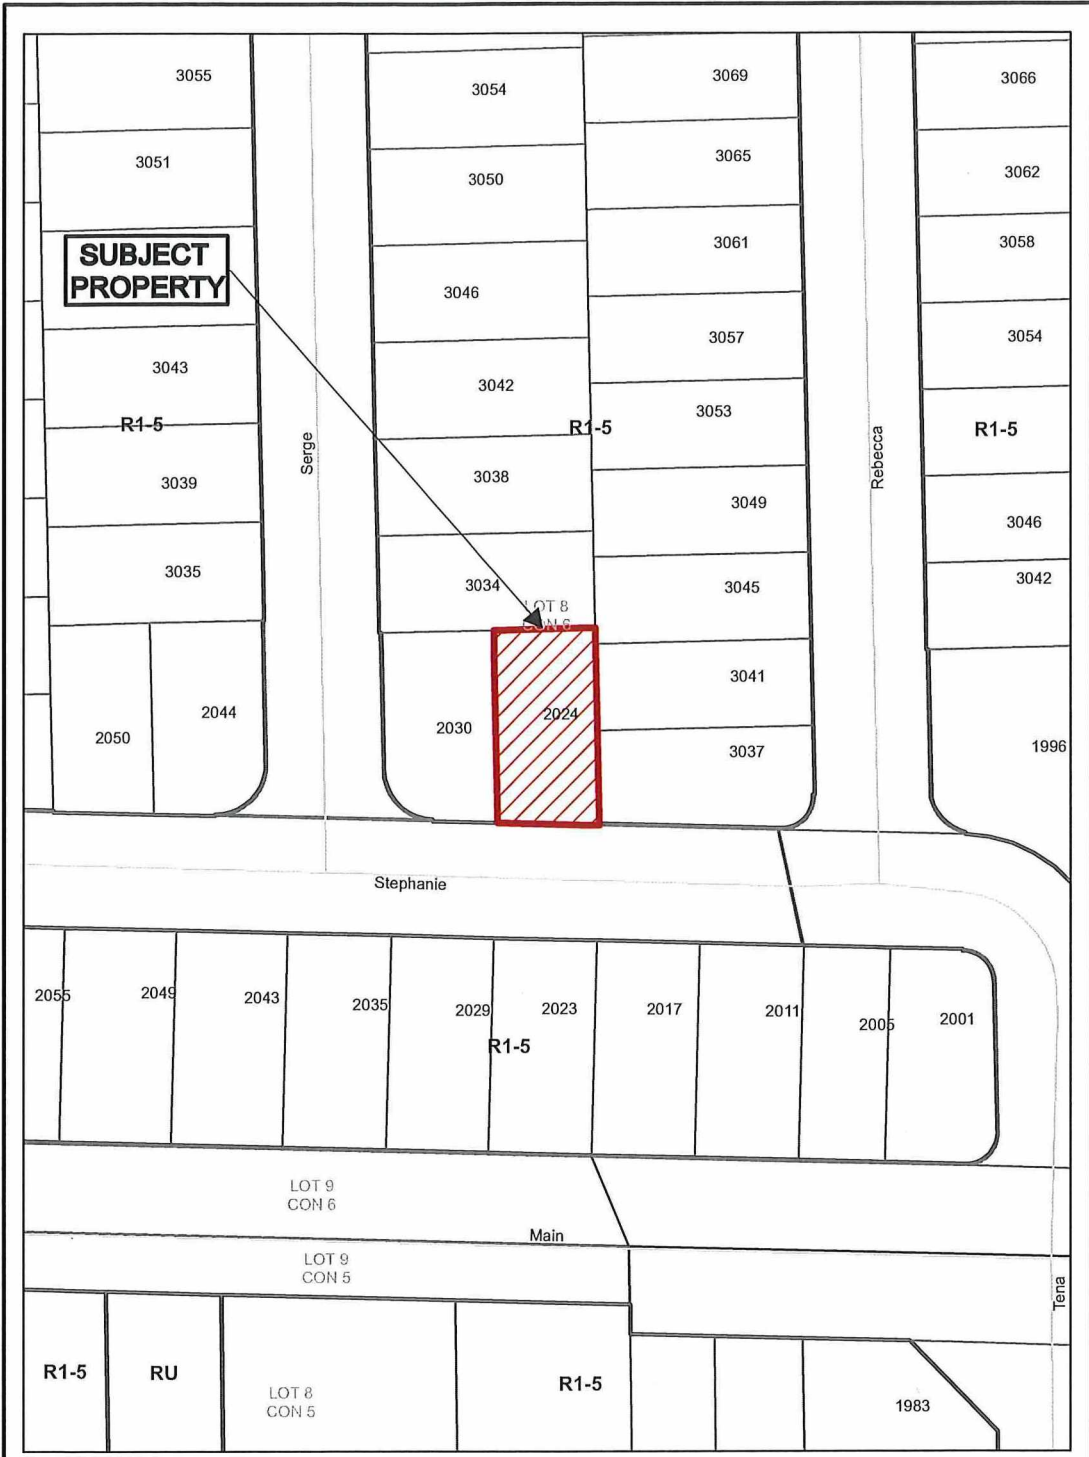 3055
3054
3069
3066
3051
3050
3065
3062
3061
3058
SUBJECT
PROPERTY
3046
3057
3054
3043
3042
3053
R1-5
R1-5
R1-5
Serge
Rebecca
3039
3038
3049
3046
3035
3034
3045
3042
LOT 8
CON 6
2050
2044
2030
2024
3041
3037
1996
Stephanie
2055
2049
2043
2035
2029
2023
2017
2011
2005
2001
R1-5
LOT 9
CON 6
Main
LOT 9
CON 5
Tena
R1-5
RU
LOT 8
CON 5
R1-5
1983